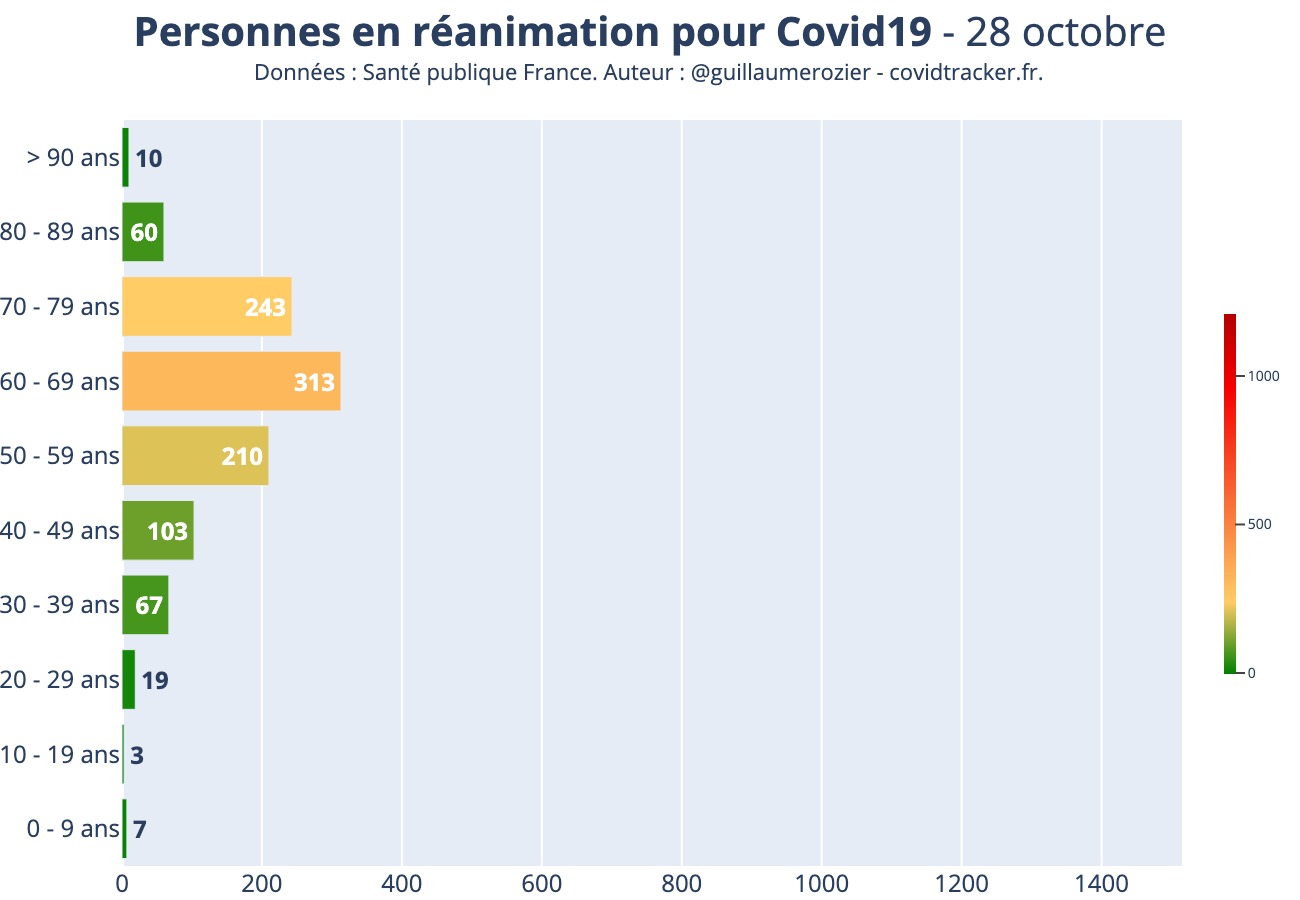 Personnes en réanimation pour Covid19 - 28 octobre
Données : Santé publique France. Auteur : @guillaumerozier - covidtracker.fr.
> 90 ans 10
80 - 89 ans 60
70 - 79 ans 243
60 - 69 ans 313
50 - 59 ans 210
40 - 49 ans 103
30 - 39 ans 67
20 - 29 ans 19
10 - 19 ans 3
0 - 9 ans 7
0 200 400 600 800 1000 1200 1400
1000
500
0